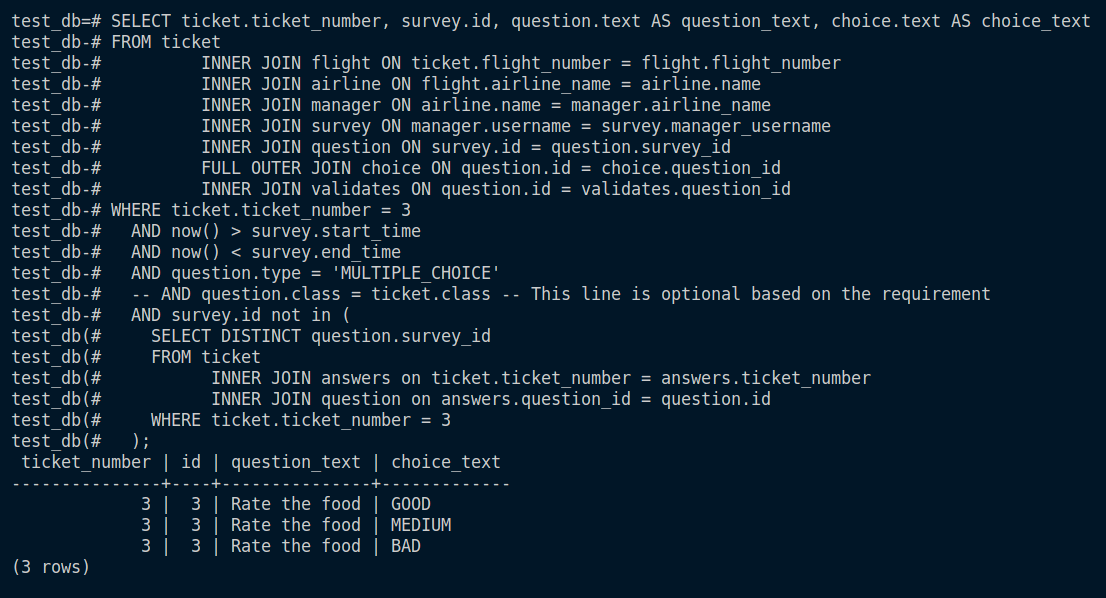 test_db=# SELECT ticket.ticket_number, survey.id, question.text AS question_text, choice.text AS choice_text
test_db-# FROM ticket
test_db-#          INNER JOIN flight ON ticket.flight_number = flight.flight_number
test_db-#          INNER JOIN airline ON flight.airline_name = airline.name
test_db-#          INNER JOIN manager ON airline.name = manager.airline_name
test_db-#          INNER JOIN survey ON manager.username = survey.manager_username
test_db-#          INNER JOIN question ON survey.id = question.survey_id
test_db-#          FULL OUTER JOIN choice ON question.id = choice.question_id
test_db-#          INNER JOIN validates ON question.id = validates.question_id
test_db-# WHERE ticket.ticket_number = 3
test_db-#   AND now() > survey.start_time
test_db-#   AND now() < survey.end_time
test_db-#   AND question.type = 'MULTIPLE_CHOICE'
test_db-#   -- AND question.class = ticket.class -- This line is optional based on the requirement
test_db-#   AND survey.id not in (
test_db(#     SELECT DISTINCT question.survey_id
test_db(#     FROM ticket
test_db(#           INNER JOIN answers on ticket.ticket_number = answers.ticket_number
test_db(#           INNER JOIN question on answers.question_id = question.id
test_db(#     WHERE ticket.ticket_number = 3
test_db(#   );
 ticket_number | id | question_text | choice_text
---------------+----+---------------+-------------
             3 |  3 | Rate the food | GOOD
             3 |  3 | Rate the food | MEDIUM
             3 |  3 | Rate the food | BAD
(3 rows)